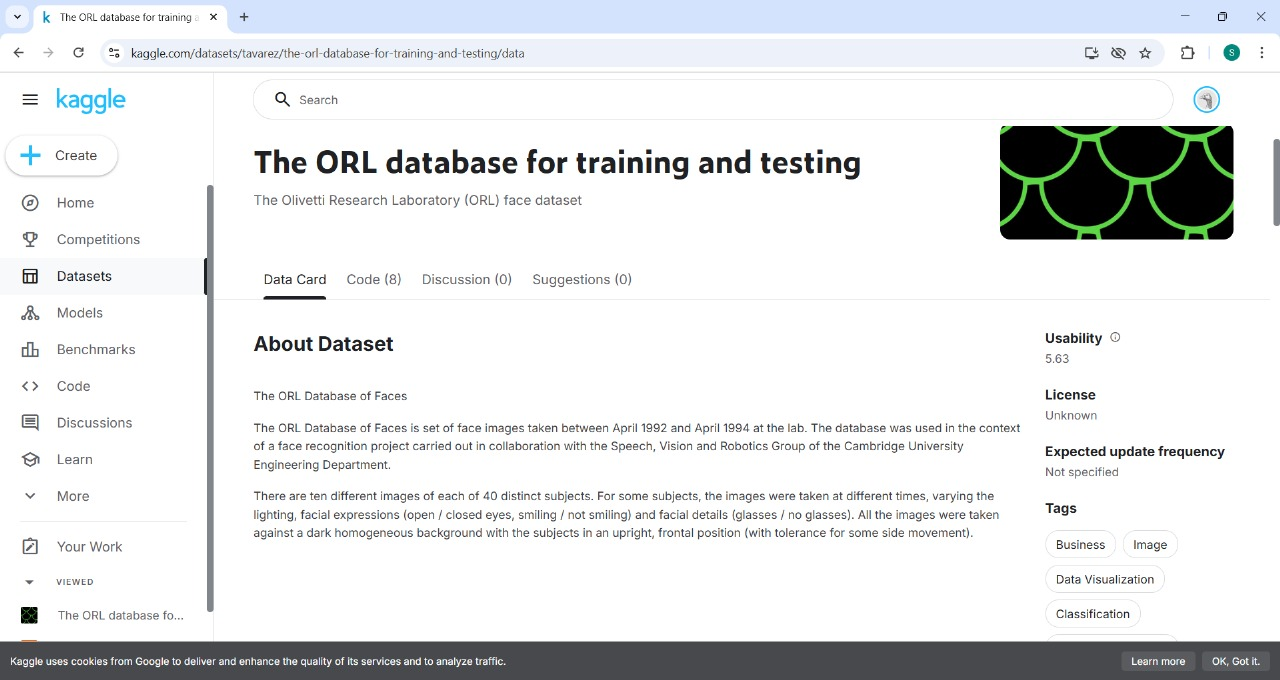 The ORL database for training a
kaggle.com/datasets/tavarez/the-orl-database-for-training-and-testing/data
S
kaggle
Search
Create
Home
Competitions
Datasets
Models
Benchmarks
Code
Discussions
Learn
More
Your Work
VIEWED
The ORL database fo...
The ORL database for training and testing
The Olivetti Research Laboratory (ORL) face dataset
Data Card Code (8) Discussion (0) Suggestions (0)
About Dataset
The ORL Database of Faces
The ORL Database of Faces is set of face images taken between April 1992 and April 1994 at the lab. The database was used in the context
of a face recognition project carried out in collaboration with the Speech, Vision and Robotics Group of the Cambridge University
Engineering Department.
There are ten different images of each of 40 distinct subjects. For some subjects, the images were taken at different times, varying the
lighting, facial expressions (open / closed eyes, smiling / not smiling) and facial details (glasses / no glasses). All the images were taken
against a dark homogeneous background with the subjects in an upright, frontal position (with tolerance for some side movement).
Usability
5.63
License
Unknown
Expected update frequency
Not specified
Tags
Business Image
Data Visualization
Classification
Kaggle uses cookies from Google to deliver and enhance the quality of its services and to analyze traffic.
Learn more OK, Got it.